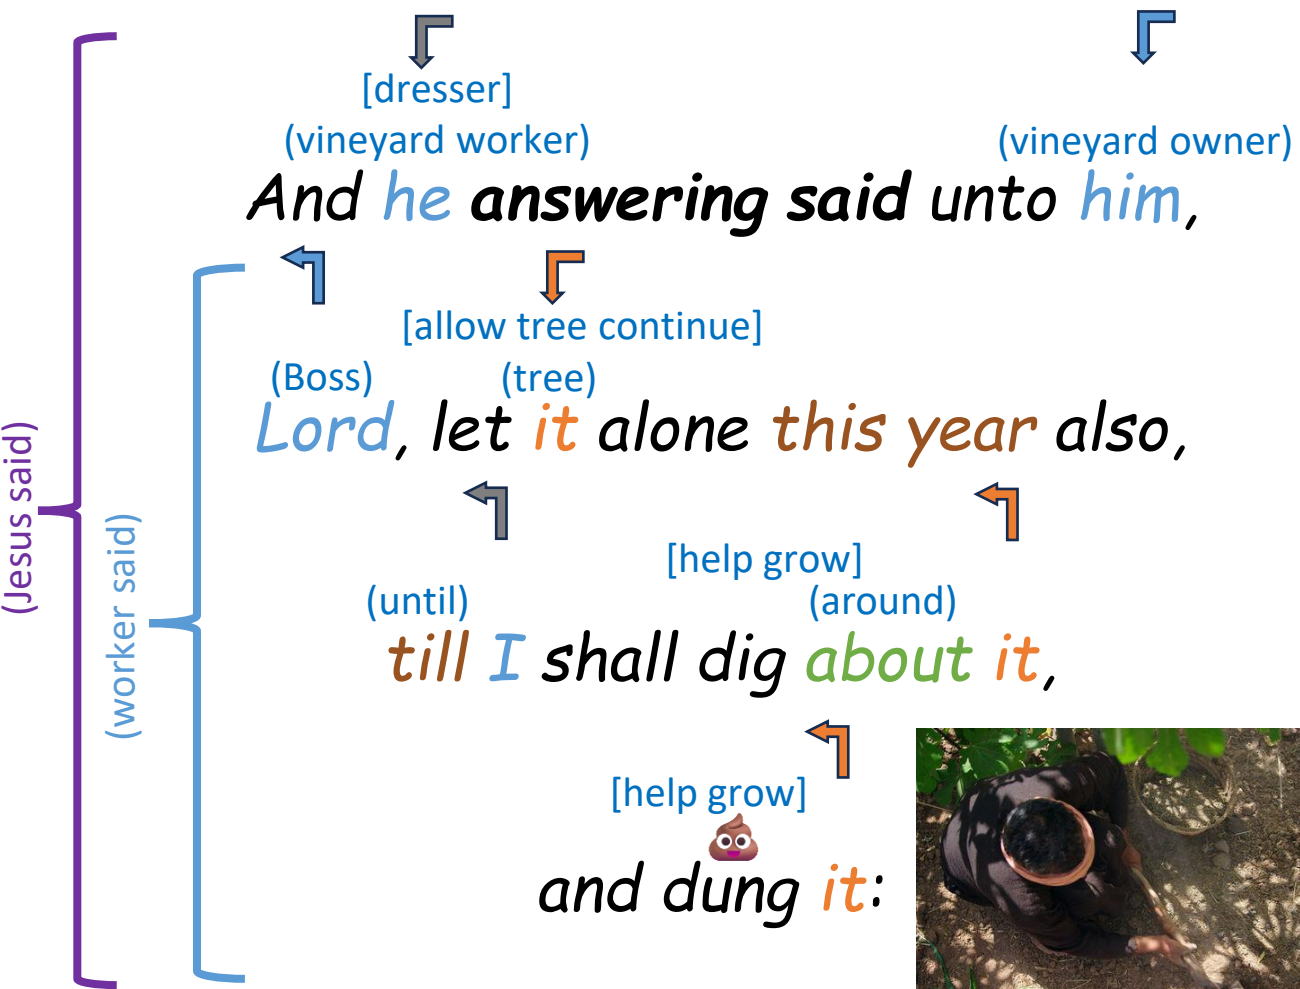 [dresser]
(vineyard worker) (vineyard owner)
And he answering said unto him,
[allow tree continue]
(Boss) (tree)
Lord, let it alone this year also,
[help grow]
(until) (around)
till I shall dig about it,
[help grow]
and dung it:
(Jesus said)
(worker said)